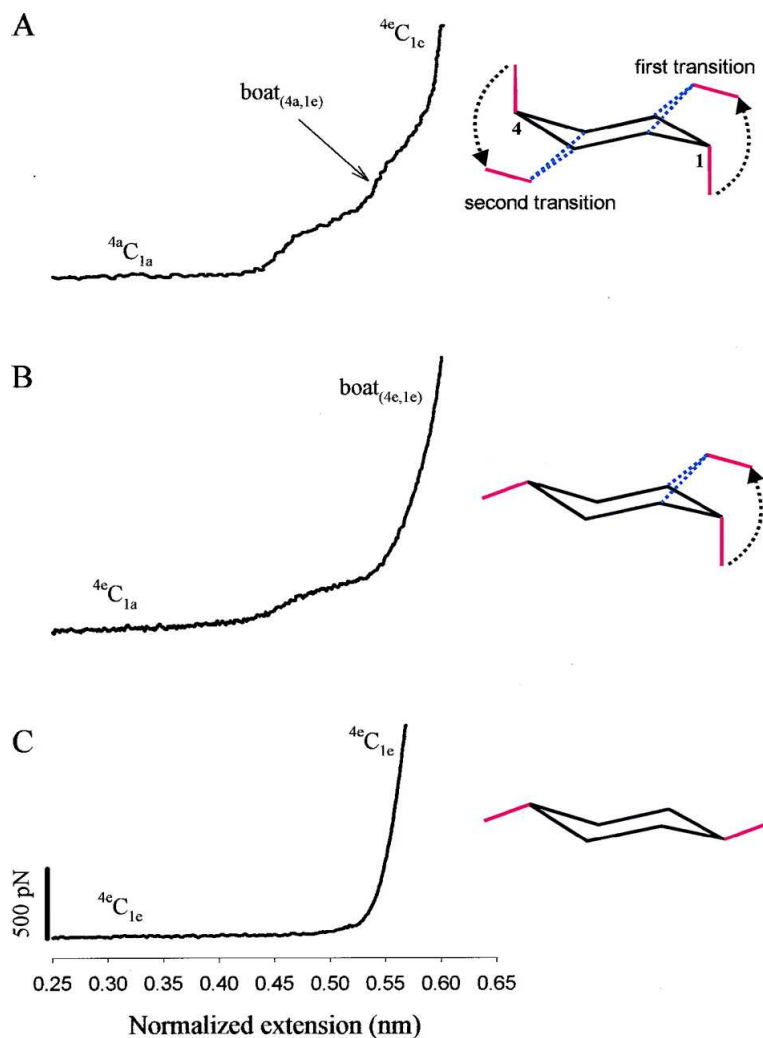 A
⁴ᵉC₁ₑ
boat₍₄ₐ,₁ₑ₎
⁴ᵃC₁ₐ
first transition
4
1
second transition
B
boat₍₄ₑ,₁ₑ₎
⁴ᵉC₁ₐ
C
⁴ᵉC₁ₑ
⁴ᵉC₁ₑ
500 pN
0.25 0.30 0.35 0.40 0.45 0.50 0.55 0.60 0.65
Normalized extension (nm)